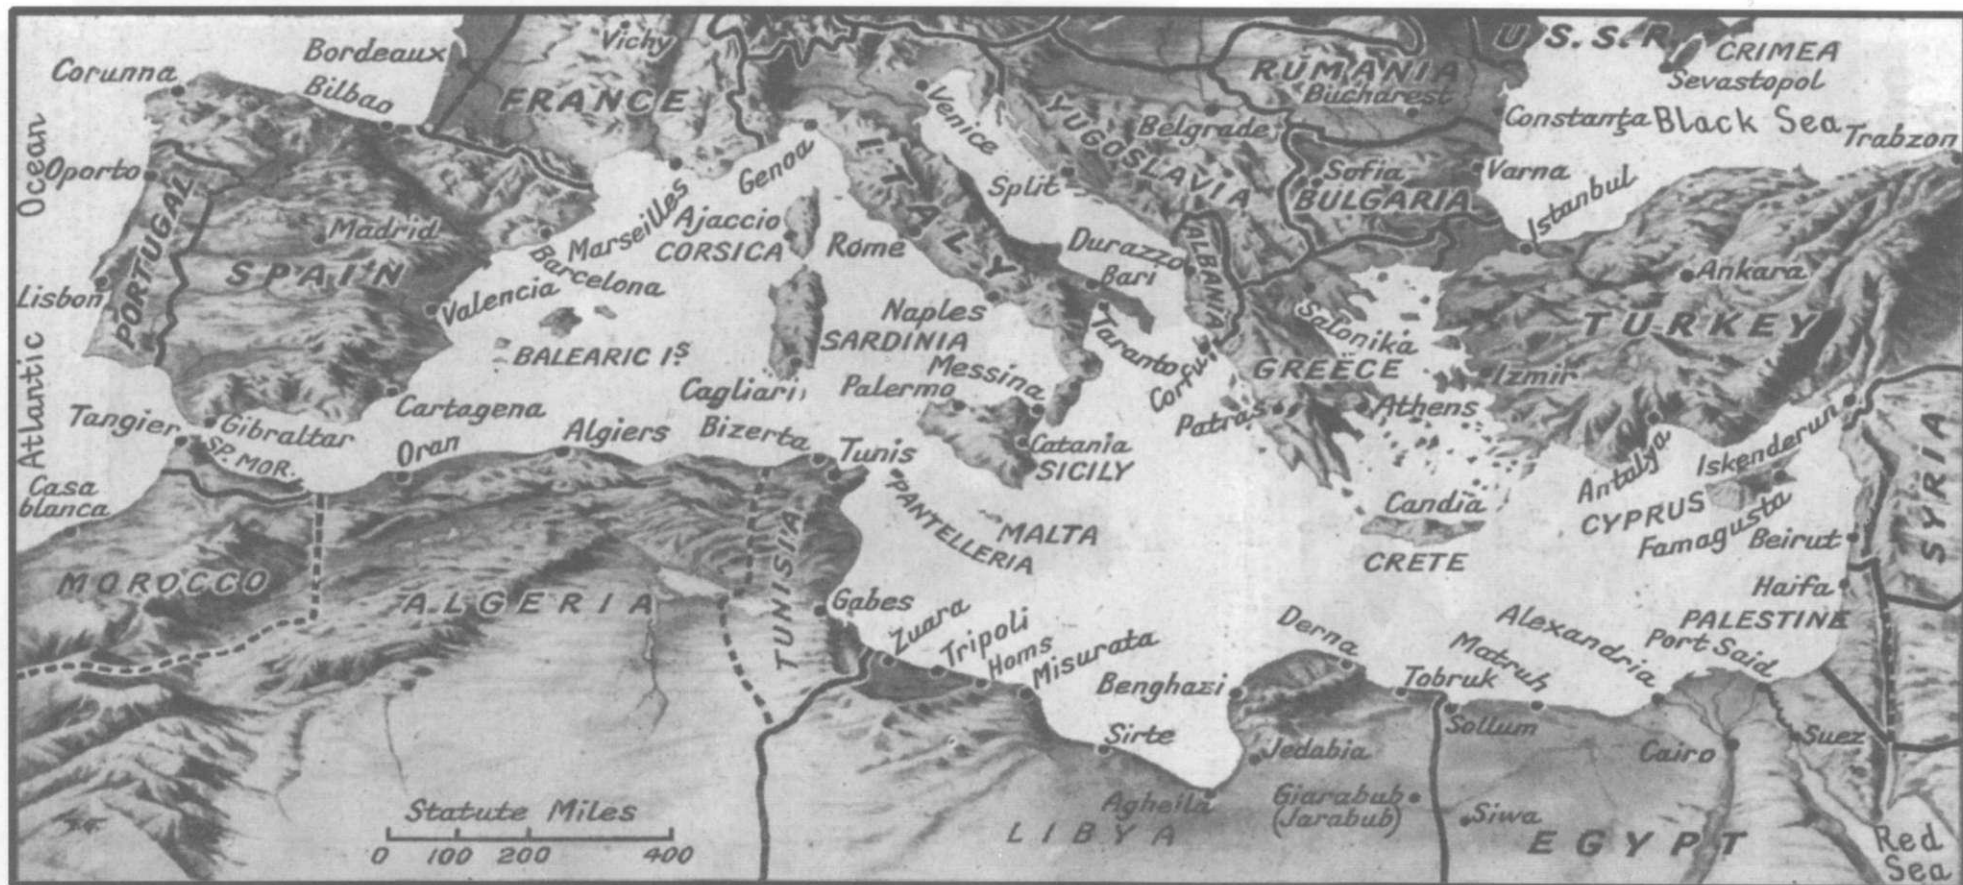 Corunna
Bordeaux
Bilbao
Vichy
FRANCE
Venice
YUGOSLAVIA
Belgrade
RUMANIA
Bucharest
U.S.S.R.
CRIMEA
Sevastopol
Constanţa
Black Sea
Trabzon
Atlantic Ocean
Oporto
PORTUGAL
Madrid
SPAIN
Lisbon
Barcelona
Valencia
Marseilles
Genoa
ITALY
Ajaccio
CORSICA
Rome
Split
Durazzo
Bari
ALBANIA
Sofia
BULGARIA
Varna
Istanbul
Ankara
TURKEY
BALEARIC Is.
SARDINIA
Cagliari
Naples
Taranto
Corfu
Salonika
GREECE
Izmir
Palermo
Messina
Catania
SICILY
Patras
Athens
Antalya
Iskenderun
SYRIA
Tangier
Gibraltar
SP. MOR.
Cartagena
Oran
Algiers
Bizerta
Tunis
PANTELLERIA
MALTA
Candia
CRETE
CYPRUS
Famagusta
Beirut
Haifa
PALESTINE
Casa
blanca
MOROCCO
ALGERIA
TUNISIA
Gabes
Zuara
Tripoli
Homs
Misurata
Sirte
Benghazi
Derna
Tobruk
Matruh
Alexandria
Port Said
Sollum
Cairo
Suez
Jedabia
Agheila
Giarabub
(Jarabub)
Siwa
LIBYA
EGYPT
Red
Sea
Statute Miles
0 100 200 400